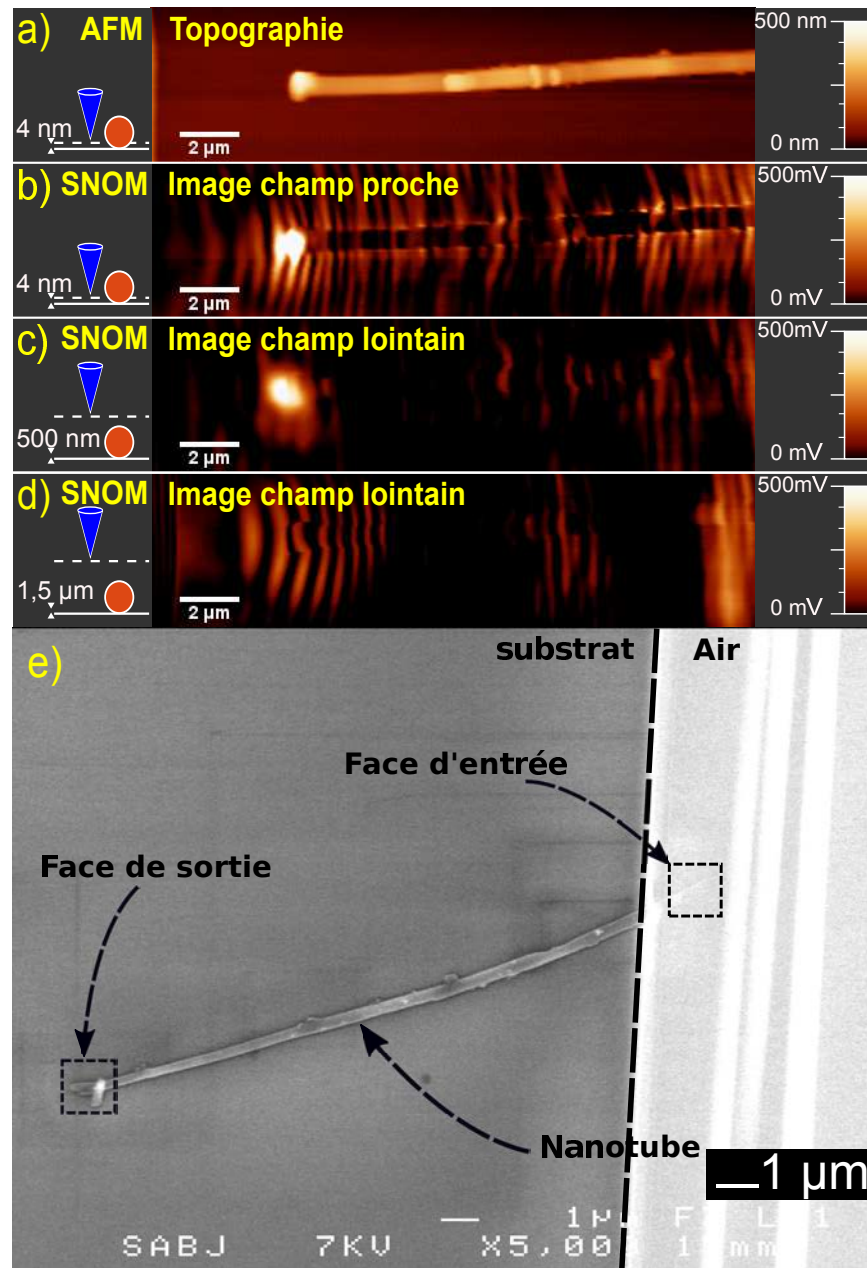 a) AFM Topographie
500 nm
4 nm
2 µm
0 nm
b) SNOM Image champ proche
500mV
4 nm
2 µm
0 mV
c) SNOM Image champ lointain
500mV
500 nm
2 µm
0 mV
d) SNOM Image champ lointain
500mV
1,5 µm
2 µm
0 mV
e)
substrat Air
Face d'entrée
Face de sortie
Nanotube
1 µm
SABJ 7KV X5,00